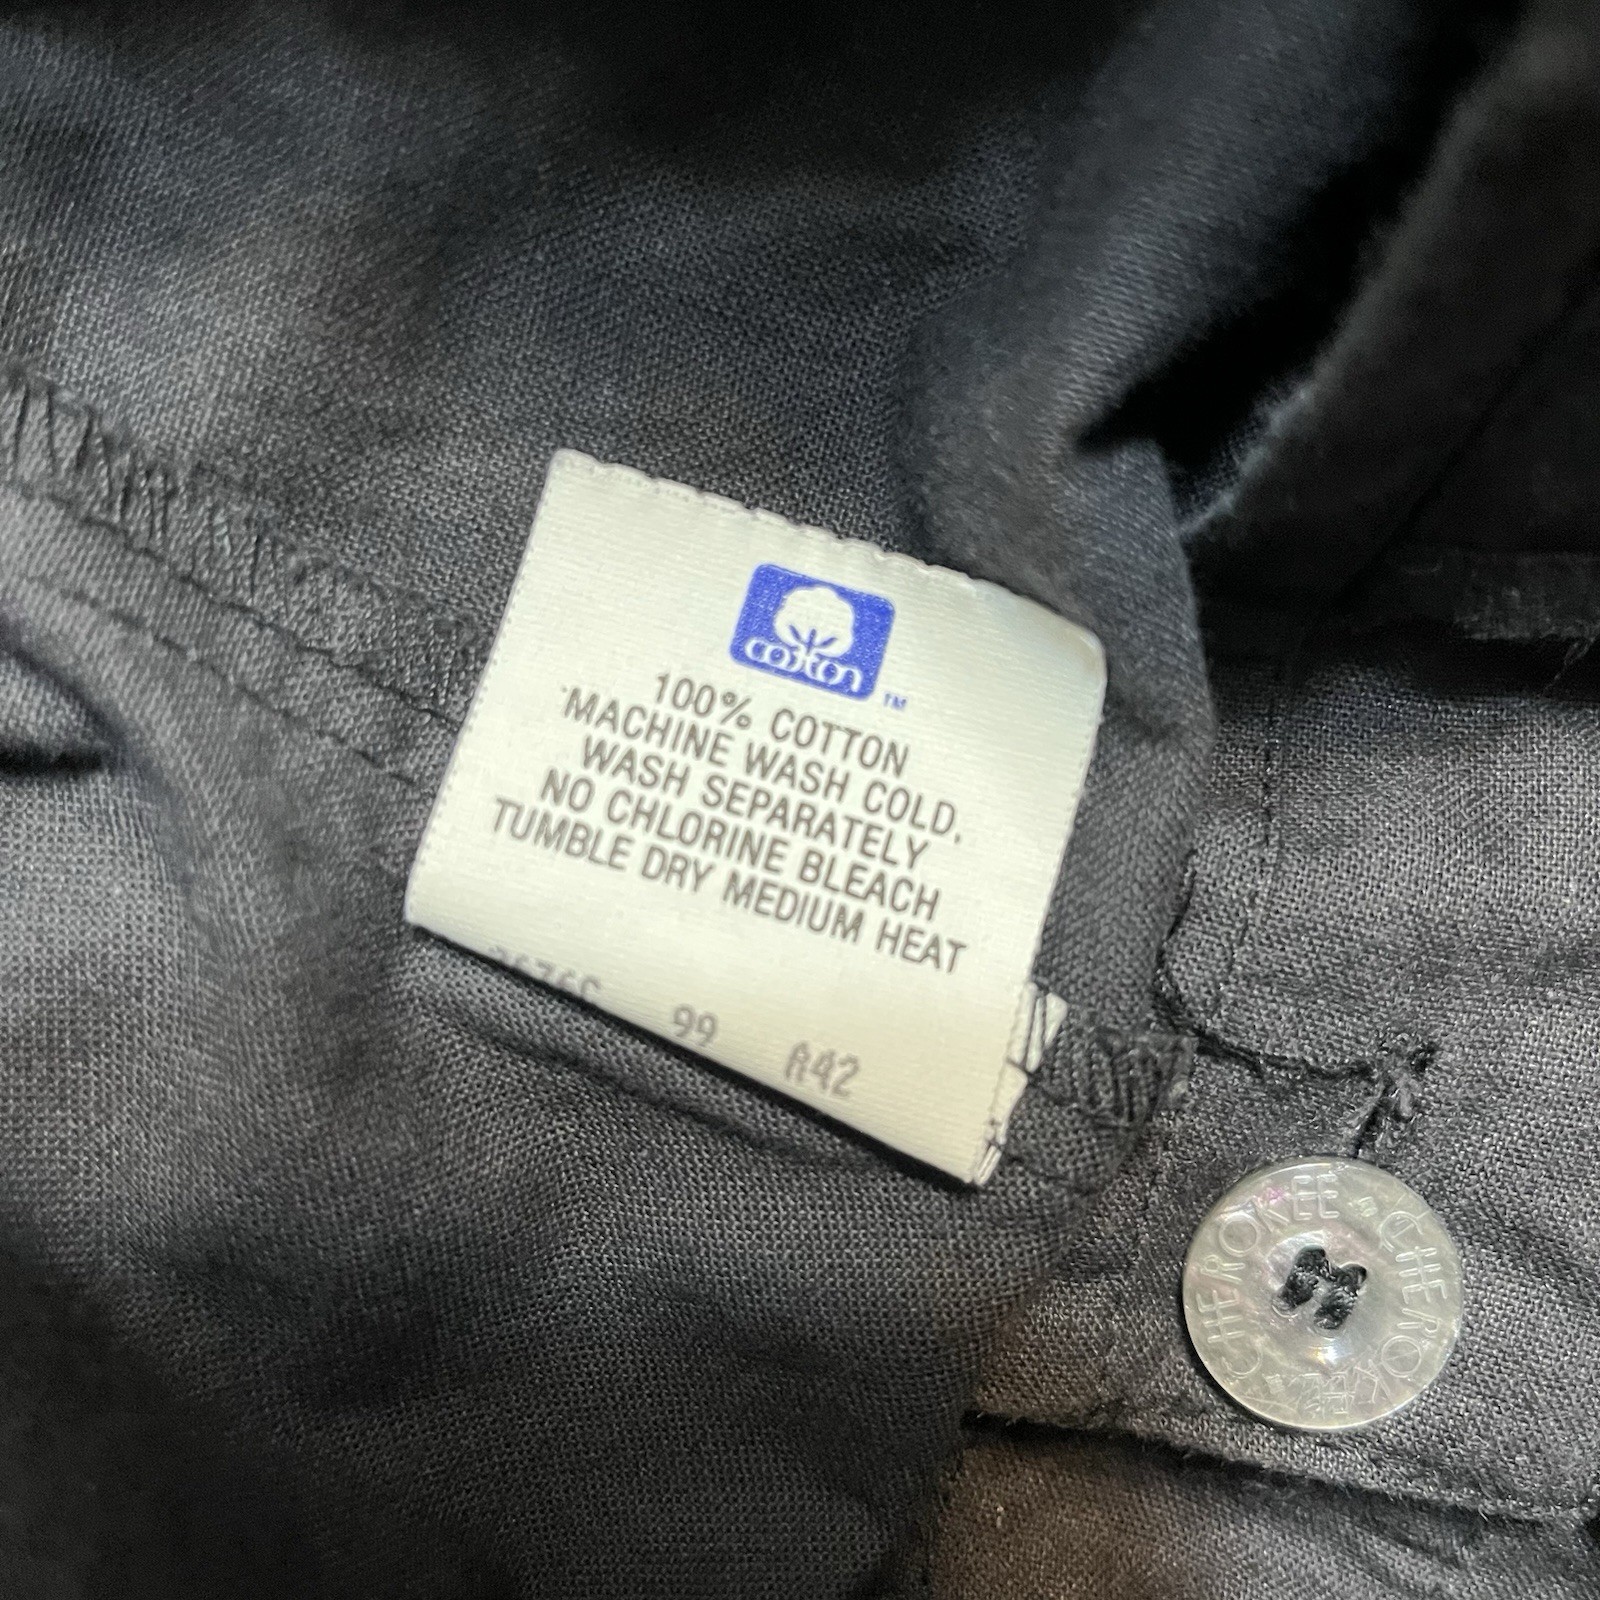 cotton
TM
100% COTTON
MACHINE WASH COLD,
WASH SEPARATELY
NO CHLORINE BLEACH
TUMBLE DRY MEDIUM HEAT
99 A42
CHEROKEE CHEROKEE